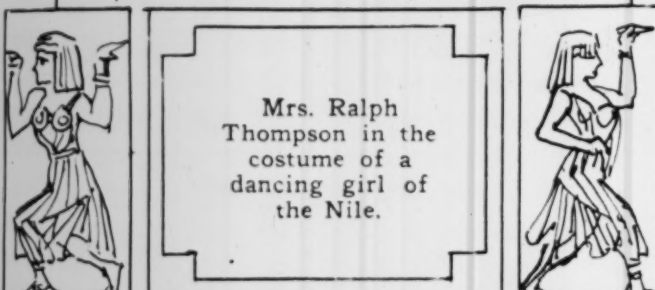 Mrs. Ralph
Thompson in the
costume of a
dancing girl of
the Nile.